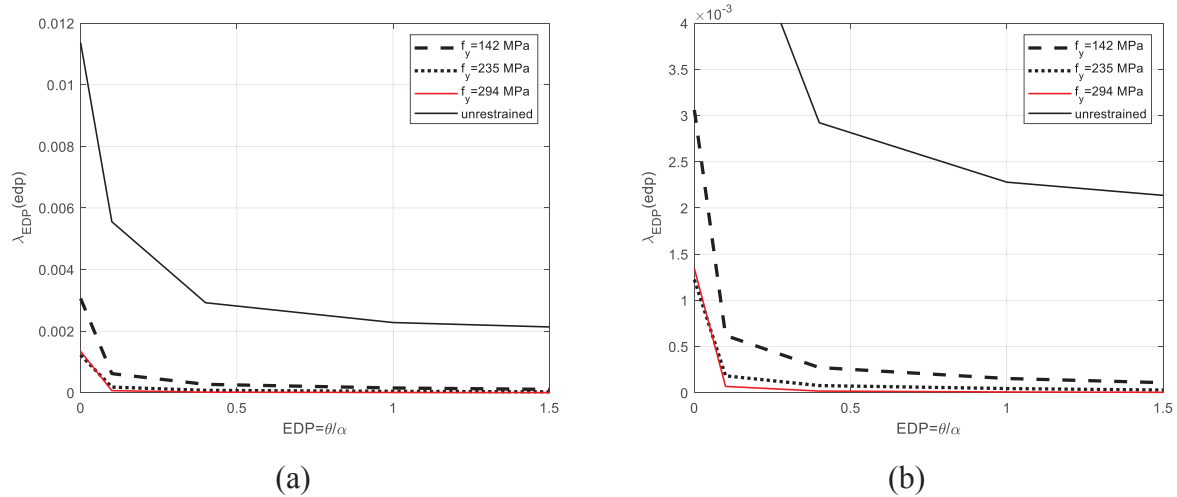 0.012
0.01
0.008
0.006
0.004
0.002
0
λEDP(edp)
0 0.5 1 1.5
EDP=θ/α
fy=142 MPa
fy=235 MPa
fy=294 MPa
unrestrained
(a)
×10-3
4
3.5
3
2.5
2
1.5
1
0.5
0
λEDP(edp)
0 0.5 1 1.5
EDP=θ/α
fy=142 MPa
fy=235 MPa
fy=294 MPa
unrestrained
(b)